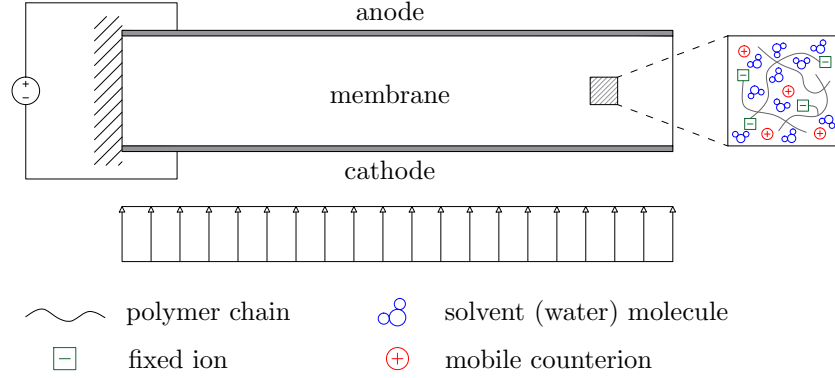 anode
membrane
cathode
polymer chain
solvent (water) molecule
fixed ion
mobile counterion